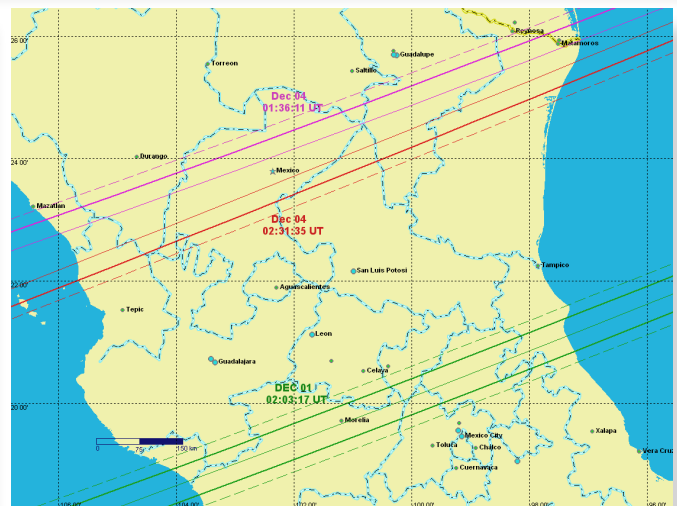 26 00'
Reynosa
Matamoros
Guadalupe
Torreon
Saltillo
Dec 04
01:36:11 UT
24 00'
Durango
Mexico
Mazatlan
Dec 04
02:31:35 UT
Tampico
San Luis Potosi
22 00'
Aguascalientes
Tepic
Leon
Guadalajara
Celaya
DEC 01
02:03:17 UT
20 00'
Morelia
Xalapa
Mexico City
Toluca
Chalco
Vera Cruz
0
75
150 km
Cuernavaca